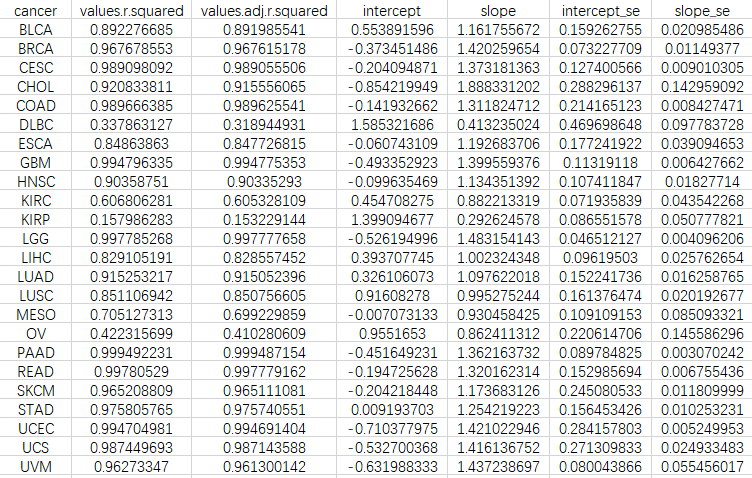 cancer values.r.squared values.adj.r.squared intercept slope intercept_se slope_se
BLCA 0.892276685 0.891985541 0.553891596 1.161755672 0.159262755 0.020985486
BRCA 0.967678553 0.967615178 -0.373451486 1.420259654 0.073227709 0.01149377
CESC 0.989098092 0.989055506 -0.204094871 1.373181363 0.127400566 0.009010305
CHOL 0.920833811 0.915556065 -0.854219949 1.888331202 0.288296137 0.142959092
COAD 0.989666385 0.989625541 -0.141932662 1.311824712 0.214165123 0.008427471
DLBC 0.337863127 0.318944931 1.585321686 0.413235024 0.469698648 0.097783728
ESCA 0.84863863 0.847726815 -0.060743109 1.192683706 0.177241922 0.039094653
GBM 0.994796335 0.994775353 -0.493352923 1.399559376 0.11319118 0.006427662
HNSC 0.90358751 0.90335293 -0.099635469 1.134351392 0.107411847 0.01827714
KIRC 0.606806281 0.605328109 0.454708275 0.882213319 0.071935839 0.043542268
KIRP 0.157986283 0.153229144 1.399094677 0.292624578 0.086551578 0.050777821
LGG 0.997785268 0.997777658 -0.526194996 1.483154143 0.046512127 0.004096206
LIHC 0.829105191 0.828557452 0.393707745 1.002324348 0.09619503 0.025762654
LUAD 0.915253217 0.915052396 0.326106073 1.097622018 0.152241736 0.016258765
LUSC 0.851106942 0.850756605 0.91608278 0.995275244 0.161376474 0.020192677
MESO 0.705127313 0.699229859 -0.007073133 0.930458425 0.109109153 0.085093321
OV 0.422315699 0.410280609 0.9551653 0.862411312 0.220614706 0.145586296
PAAD 0.999492231 0.999487154 -0.451649231 1.362163732 0.089784825 0.003070242
READ 0.99780529 0.997779162 -0.194725628 1.320162314 0.152985694 0.006755436
SKCM 0.965208809 0.965111081 -0.204218448 1.173683126 0.245080533 0.011809999
STAD 0.975805765 0.975740551 0.009193703 1.254219223 0.156453426 0.010253231
UCEC 0.994704981 0.994691404 -0.710377975 1.421022946 0.284157803 0.005249953
UCS 0.987449693 0.987143588 -0.532700368 1.416136752 0.271309833 0.024933483
UVM 0.96273347 0.961300142 -0.631988333 1.437238697 0.080043866 0.055456017